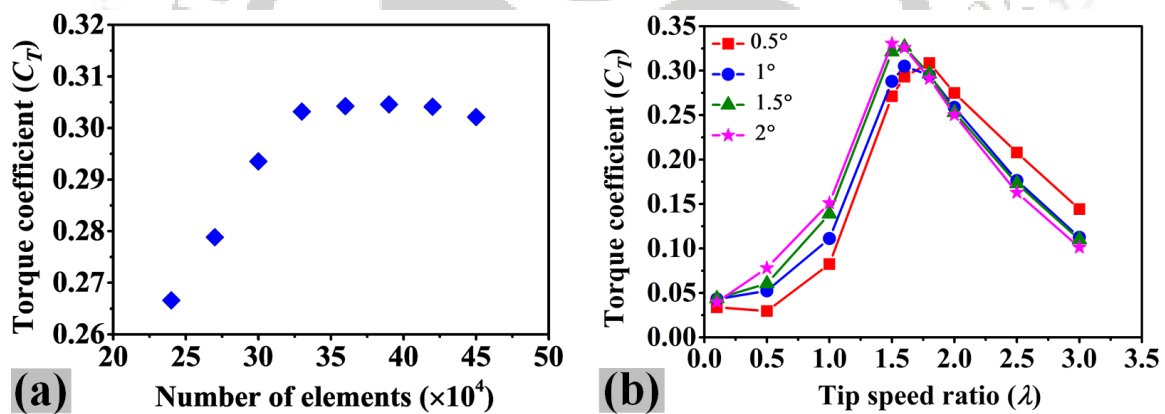 0.32
0.31
0.30
0.29
0.28
0.27
0.26
Torque coefficient (C_T)
20 25 30 35 40 45 50
Number of elements (×10⁴)
(a)
0.5°
1°
1.5°
2°
0.35
0.30
0.25
0.20
0.15
0.10
0.05
0.00
Torque coefficient (C_T)
0.0 0.5 1.0 1.5 2.0 2.5 3.0 3.5
Tip speed ratio (λ)
(b)